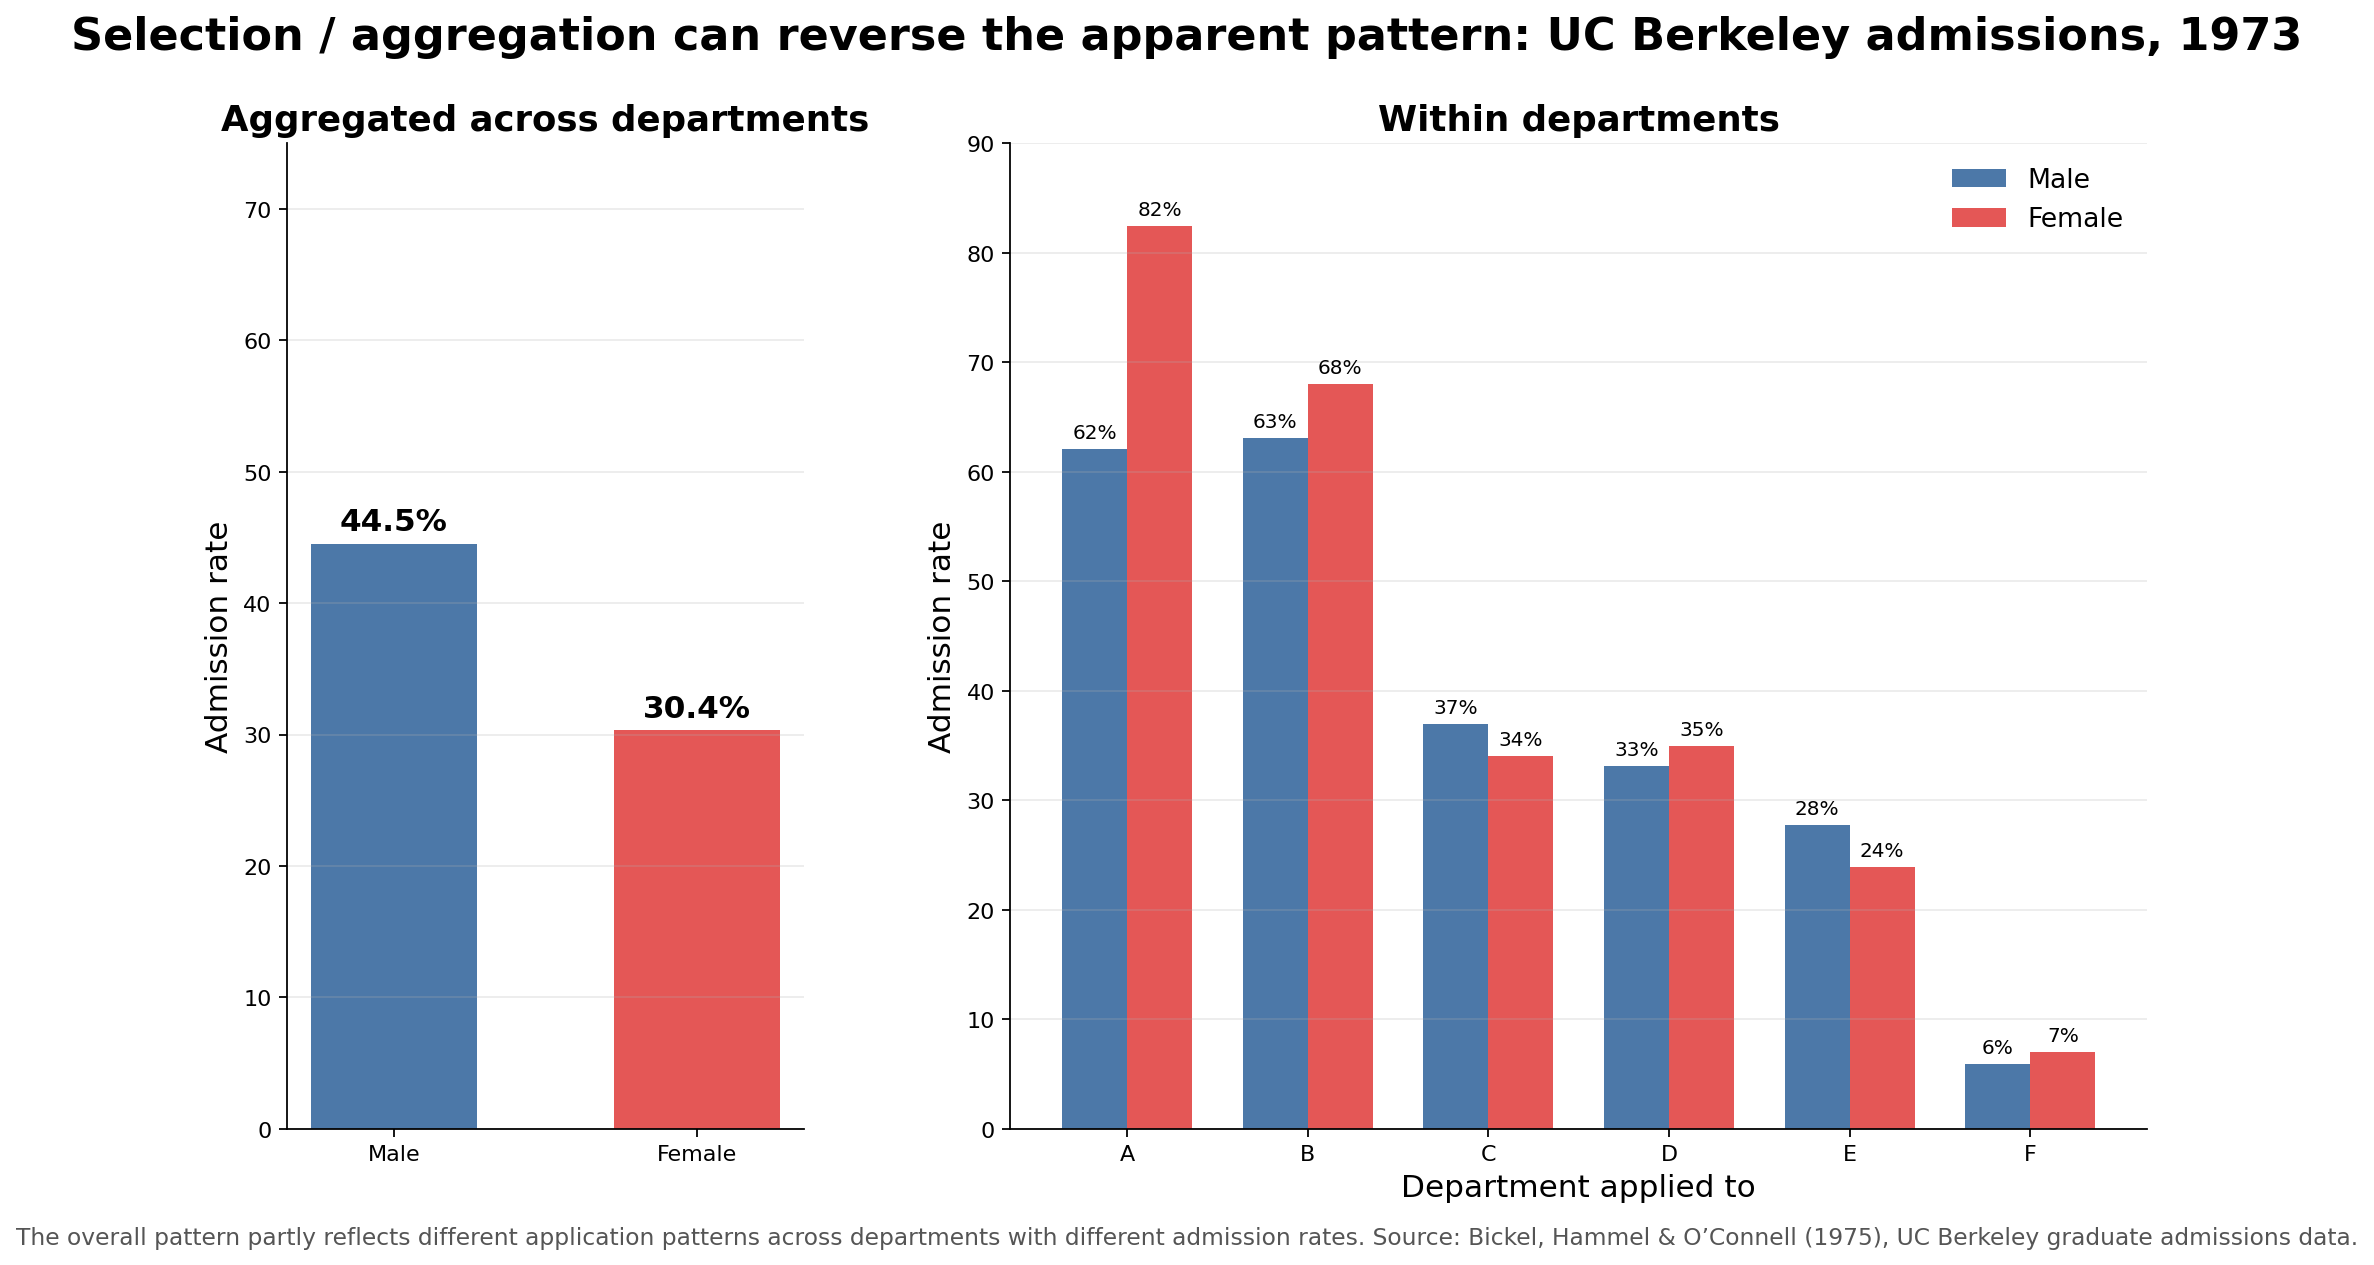 Selection / aggregation can reverse the apparent pattern: UC Berkeley admissions, 1973
Aggregated across departments
Admission rate
70
60
50
40
30
20
10
0
44.5%
30.4%
Male
Female
Within departments
Admission rate
90
80
70
60
50
40
30
20
10
0
Male
Female
62%
82%
63%
68%
37%
34%
33%
35%
28%
24%
6%
7%
A
B
C
D
E
F
Department applied to
The overall pattern partly reflects different application patterns across departments with different admission rates. Source: Bickel, Hammel & O’Connell (1975), UC Berkeley graduate admissions data.